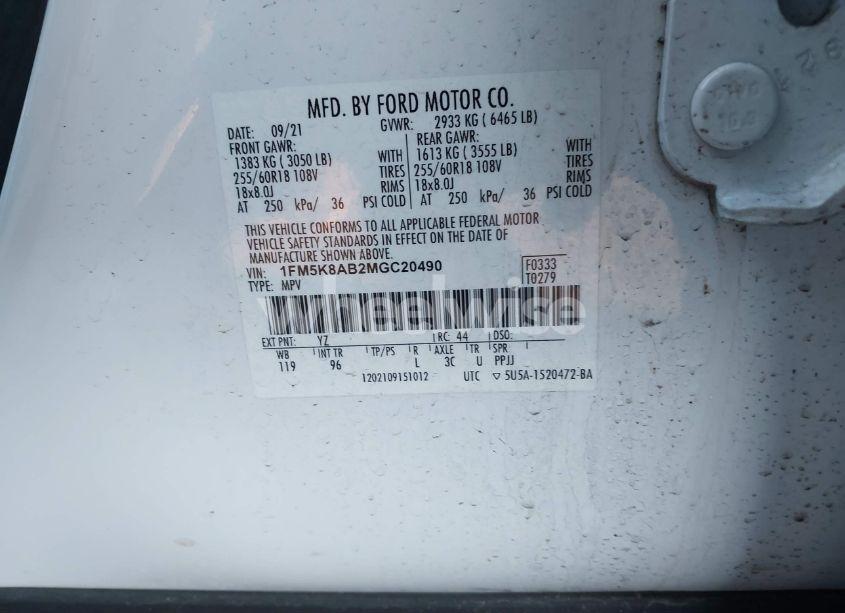 MFD. BY FORD MOTOR CO.
DATE: 09/21 GVWR: 2933 KG ( 6465 LB)
FRONT GAWR: REAR GAWR:
1383 KG ( 3050 LB) WITH 1613 KG ( 3555 LB) WITH
255/60R18 108V TIRES 255/60R18 108V TIRES
18x8.0J RIMS 18x8.0J RIMS
AT 250 kPa/ 36 PSI COLD AT 250 kPa/ 36 PSI COLD
THIS VEHICLE CONFORMS TO ALL APPLICABLE FEDERAL MOTOR
VEHICLE SAFETY STANDARDS IN EFFECT ON THE DATE OF
MANUFACTURE SHOWN ABOVE.
VIN: 1FM5K8AB2MGC20490 F0333
TYPE: MPV T0279
wheelwise
EXT PNT: YZ RC: 44 DSO:
WB INT TR TP/PS R AXLE TR SPR
119 96 L 3C U PPJJ
1202109151012 UTC ▽ 5U5A-1520472-BA